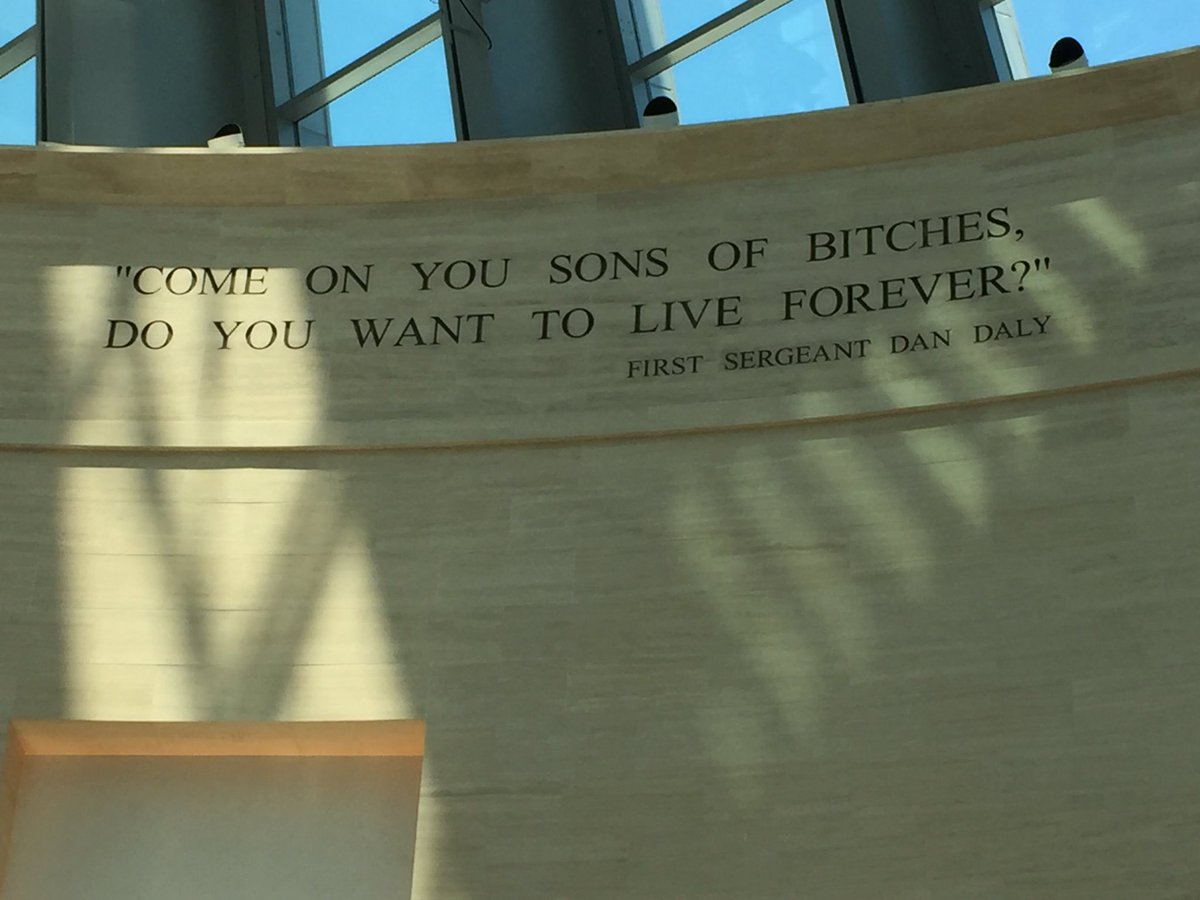 "COME ON YOU SONS OF BITCHES,
DO YOU WANT TO LIVE FOREVER?"
FIRST SERGEANT DAN DALY